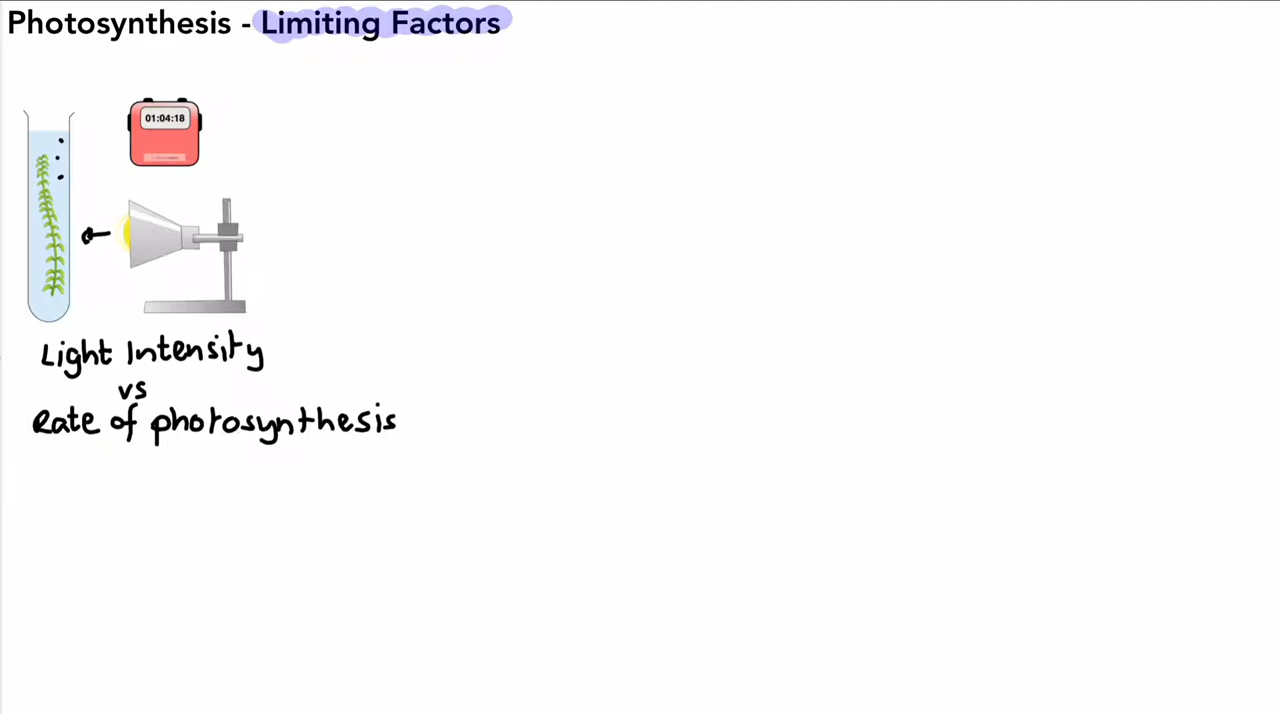 Photosynthesis - Limiting Factors
01:04:18
Light Intensity
vs
Rate of photosynthesis